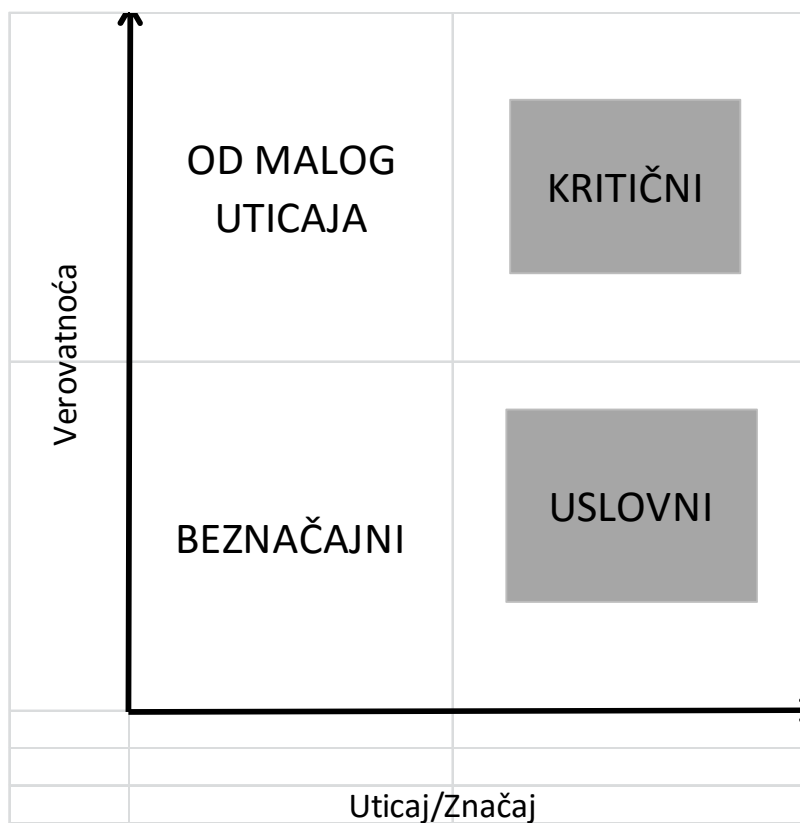 OD MALOG
UTICAJA
KRITIČNI
Verovatnoća
BEZNAČAJNI
USLOVNI
Uticaj/Značaj